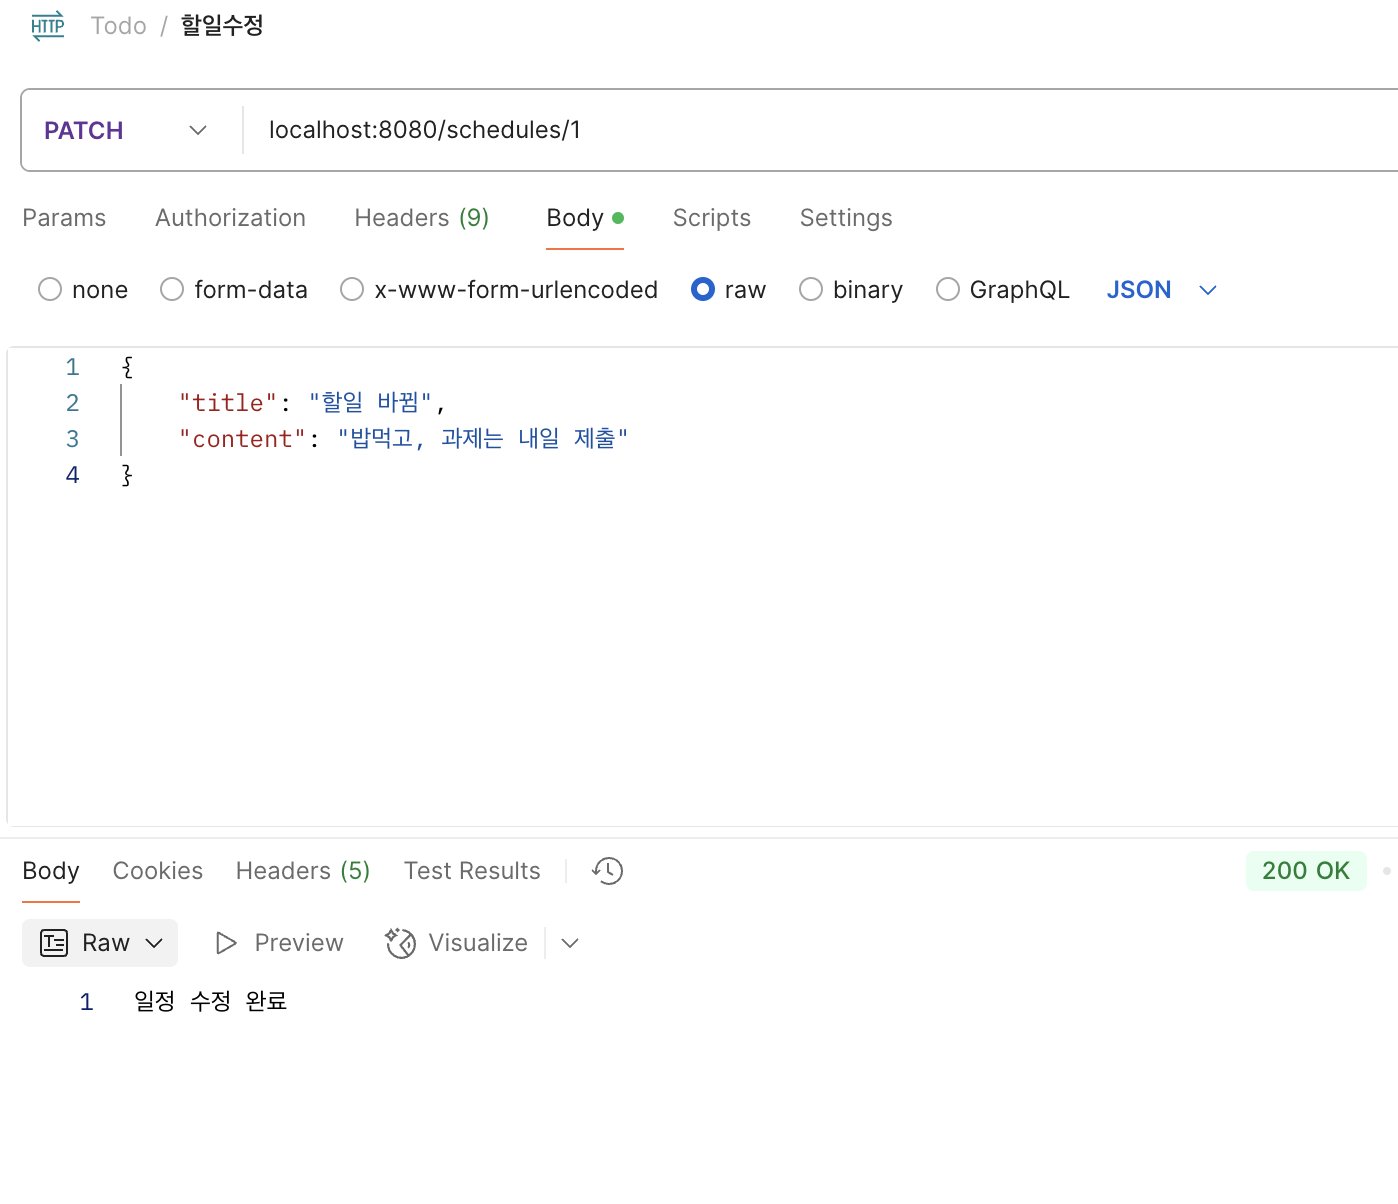 HTTP Todo / 할일수정
PATCH localhost:8080/schedules/1
Params Authorization Headers (9) Body Scripts Settings
none form-data x-www-form-urlencoded raw binary GraphQL JSON
1 {
2 "title": "할일 바뀜",
3 "content": "밥먹고, 과제는 내일 제출"
4 }
Body Cookies Headers (5) Test Results 200 OK
Raw Preview Visualize
1 일정 수정 완료